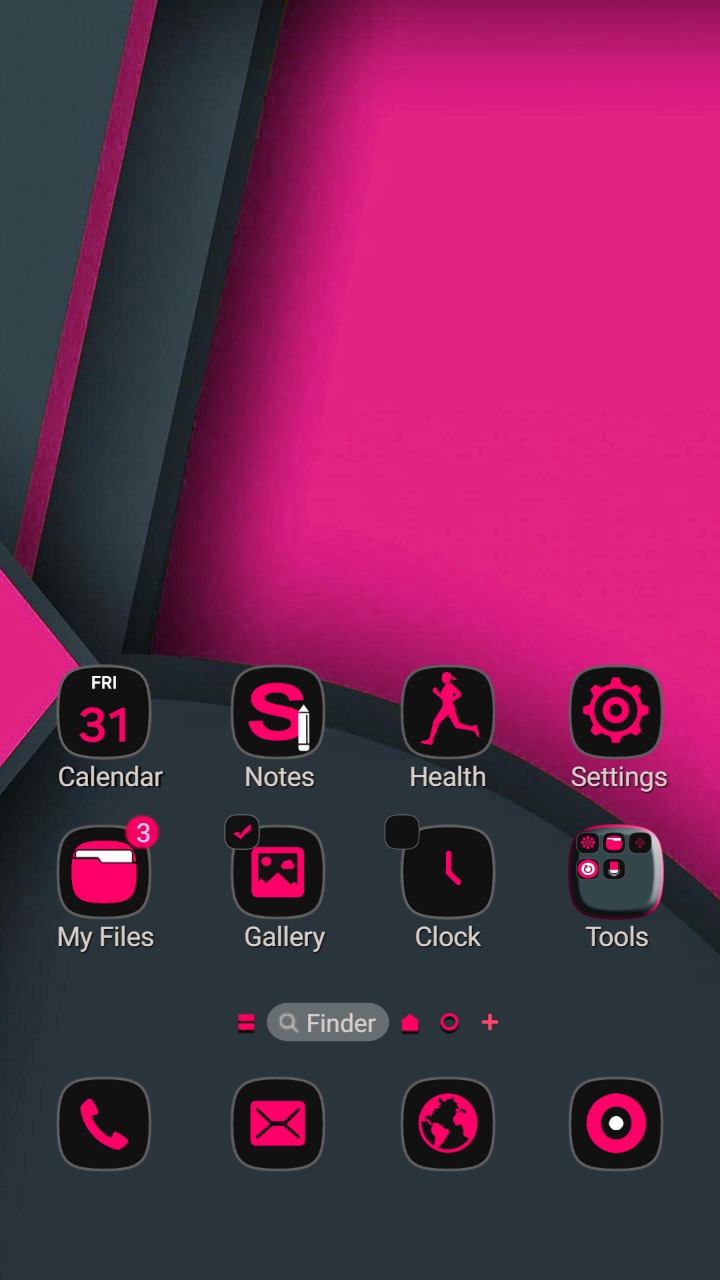 FRI
31
Calendar
S
Notes
Health
Settings
3
My Files
Gallery
Clock
Tools
Finder